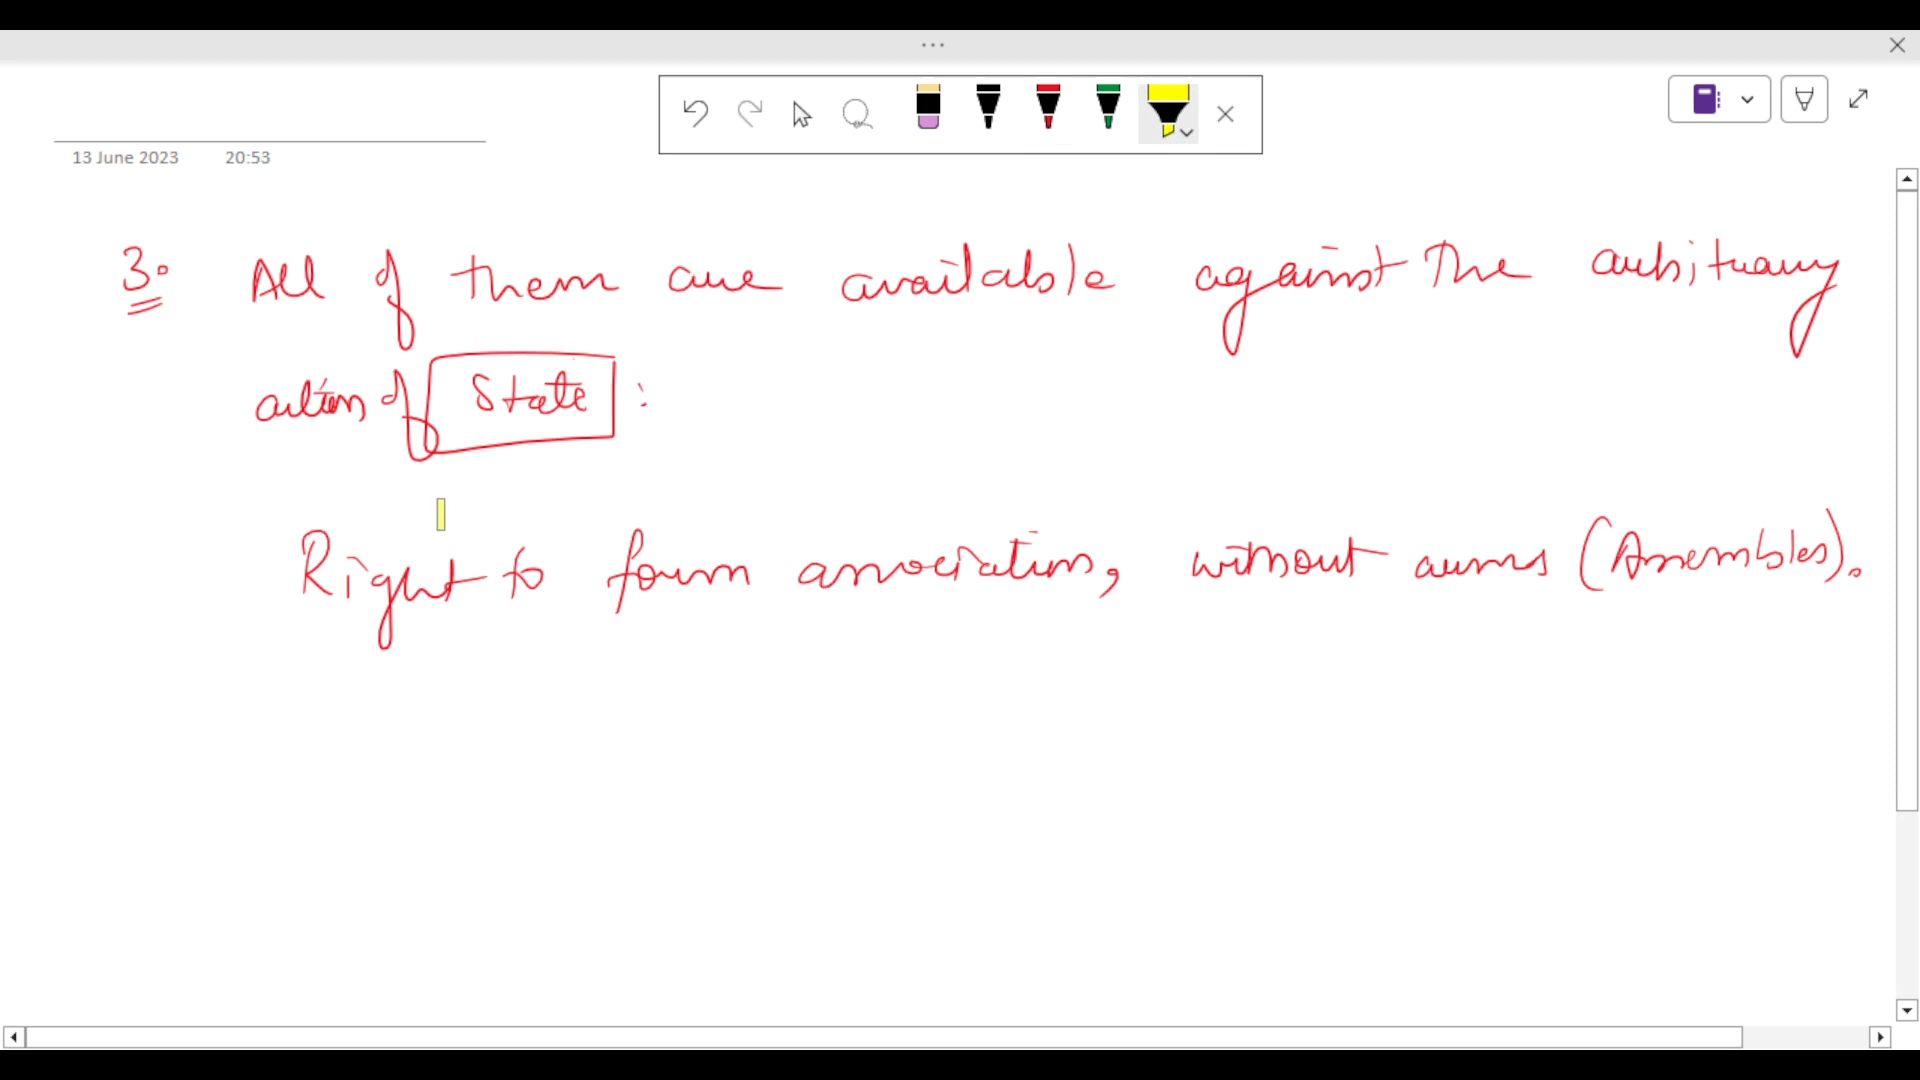 13 June 2023 20:53
3. All of them are available against the arbitrary
action of State :
Right to form association, without arms (Assembles).